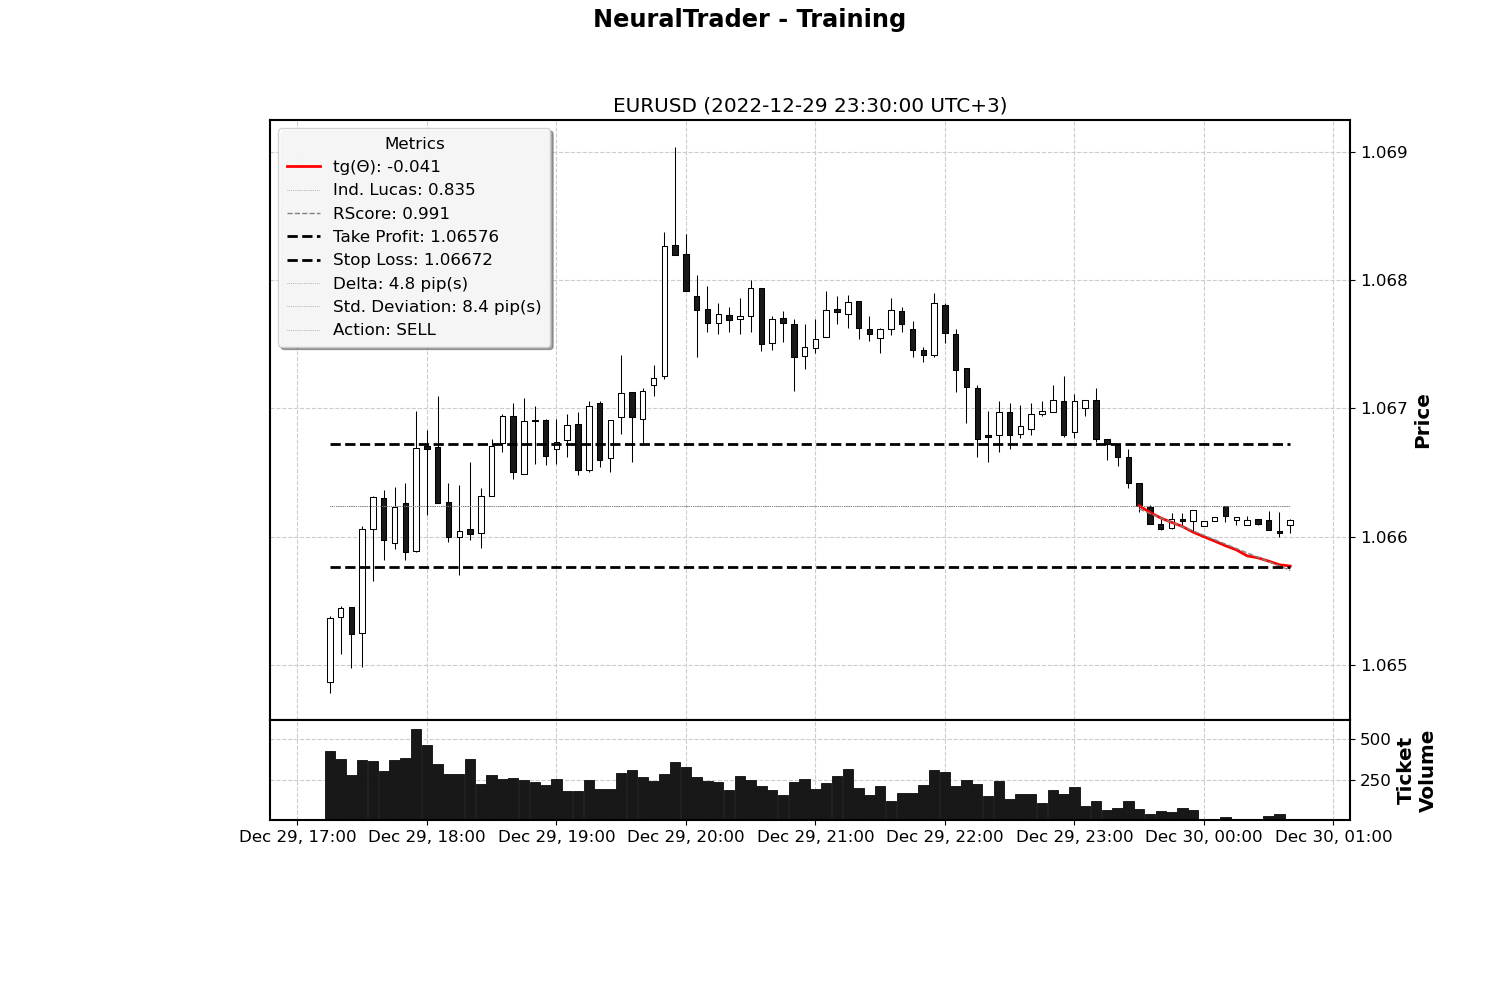 NeuralTrader - Training
EURUSD (2022-12-29 23:30:00 UTC+3)
Metrics
tg(Θ): -0.041
Ind. Lucas: 0.835
RScore: 0.991
Take Profit: 1.06576
Stop Loss: 1.06672
Delta: 4.8 pip(s)
Std. Deviation: 8.4 pip(s)
Action: SELL
1.069
1.068
1.067
1.066
1.065
Price
500
250
Ticket
Volume
Dec 29, 17:00
Dec 29, 18:00
Dec 29, 19:00
Dec 29, 20:00
Dec 29, 21:00
Dec 29, 22:00
Dec 29, 23:00
Dec 30, 00:00
Dec 30, 01:00